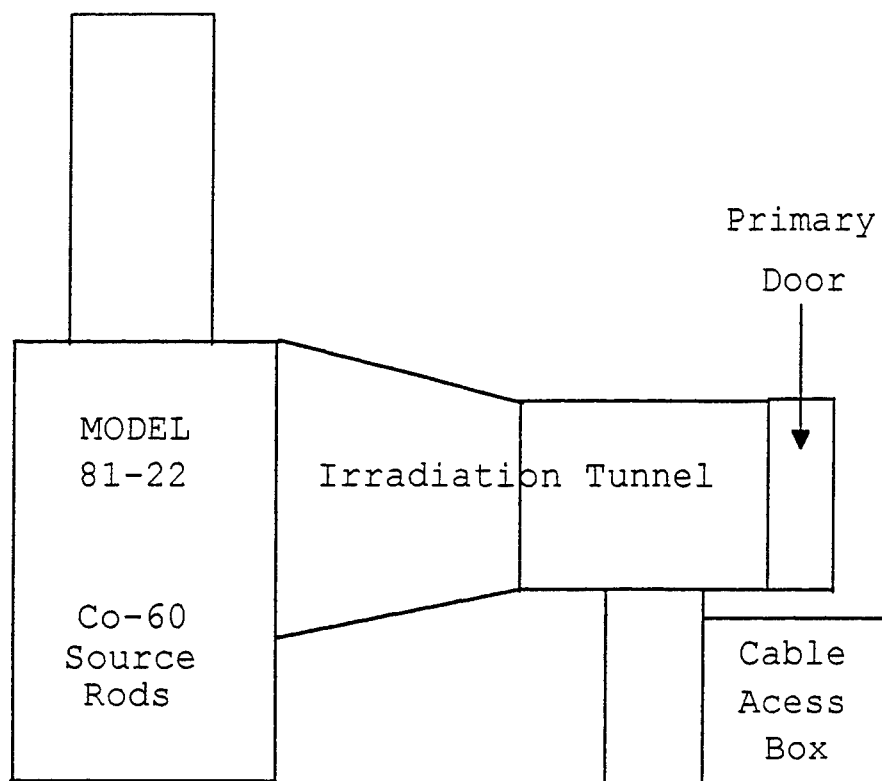 Primary
Door
MODEL
81-22
Irradiation Tunnel
Co-60
Source
Rods
Cable
Acess
Box